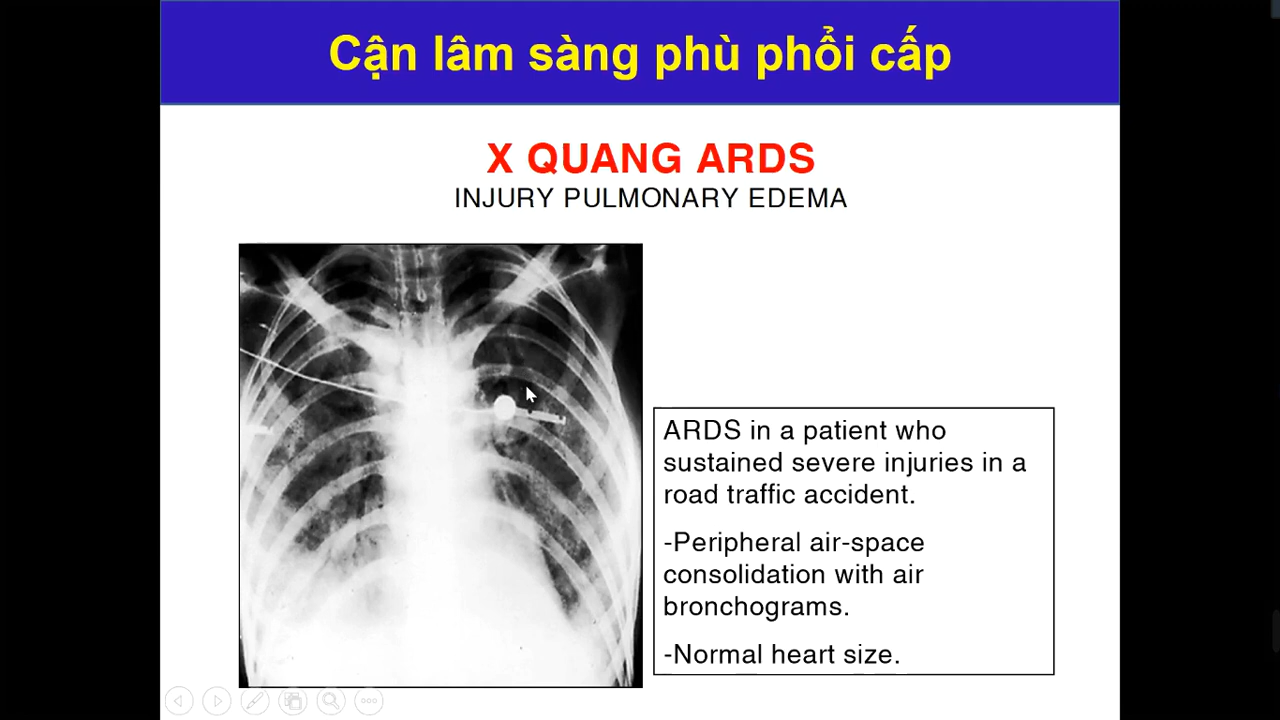 Cận lâm sàng phù phổi cấp
X QUANG ARDS
INJURY PULMONARY EDEMA
ARDS in a patient who
sustained severe injuries in a
road traffic accident.
-Peripheral air-space
consolidation with air
bronchograms.
-Normal heart size.